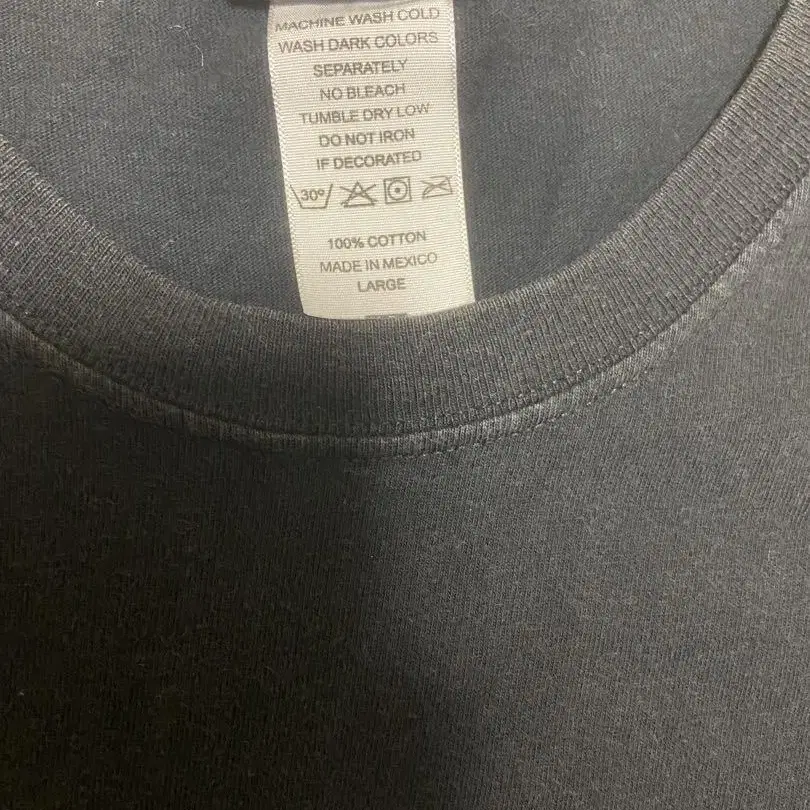 MACHINE WASH COLD
WASH DARK COLORS
SEPARATELY
NO BLEACH
TUMBLE DRY LOW
DO NOT IRON
IF DECORATED
30°
100% COTTON
MADE IN MEXICO
LARGE